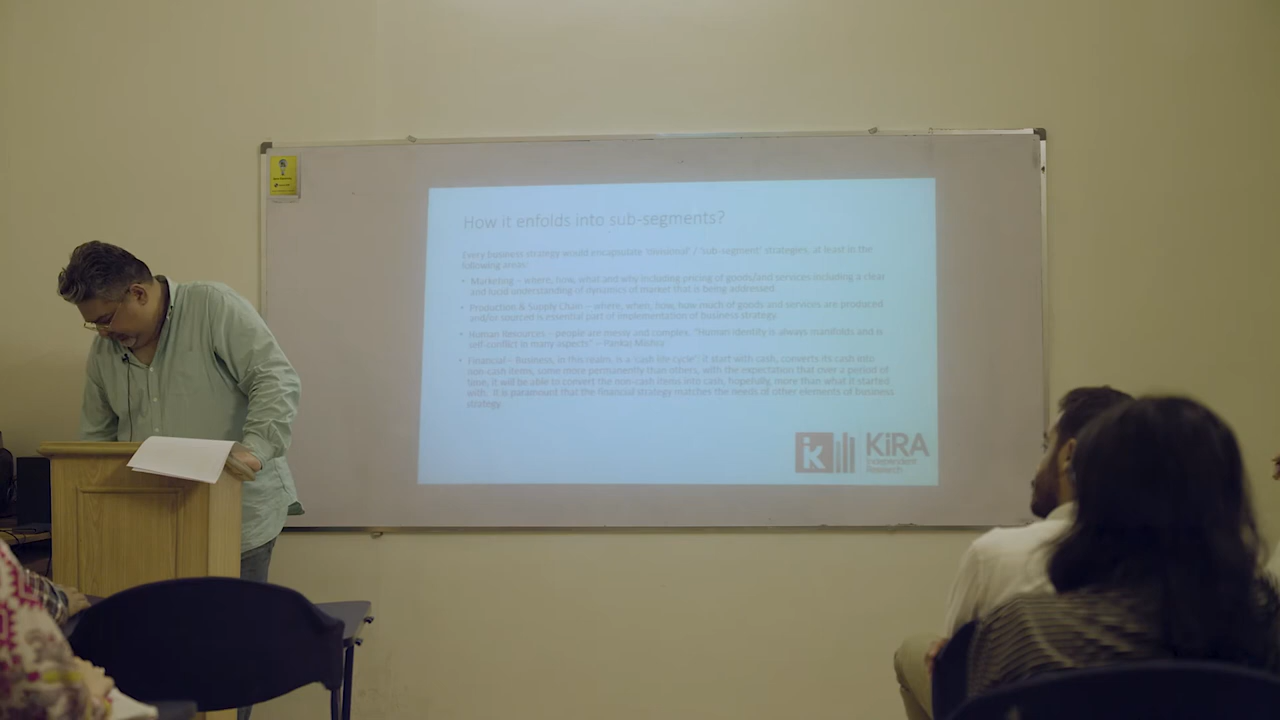 How it enfolds into sub-segments?
Every business strategy would encapsulate 'divisional' / 'sub-segment' strategies, at least in the
following areas:
• Marketing – where, how, what and why including pricing of goods/and services including a clear
and lucid understanding of dynamics of market that is being addressed
• Production & Supply Chain – where, when, how, how much of goods and services are produced
and/or sourced is essential part of implementation of business strategy.
• Human Resources – people are messy and complex. "Human identity is always manifolds and is
self-conflict in many aspects" – Pankaj Mishra
• Financial – Business, in this realm, is a 'cash life cycle': it start with cash, converts its cash into
non-cash items, some more permanently than others, with the expectation that over a period of
time, it will be able to convert the non-cash items into cash, hopefully, more than what it started
with. It is paramount that the financial strategy matches the needs of other elements of business
strategy.
ik KiRA
Independent
Research